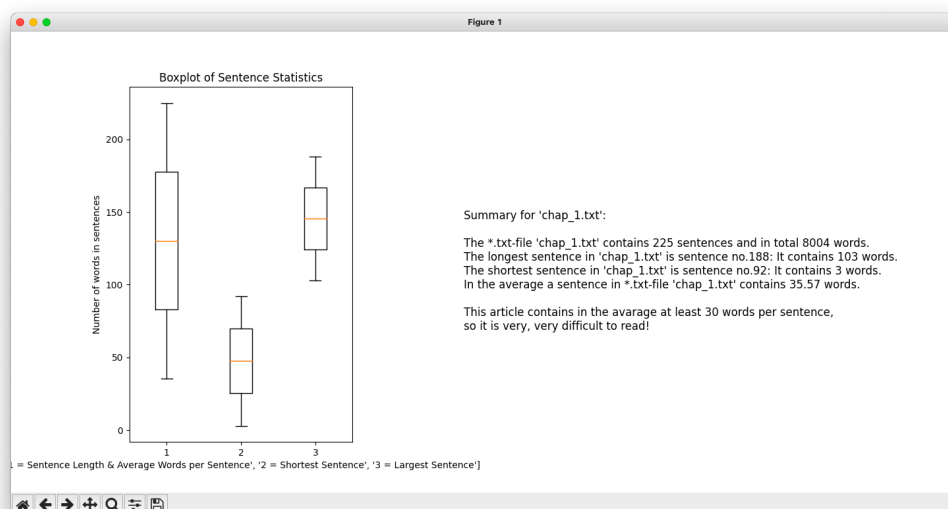 Figure 1
Boxplot of Sentence Statistics
Number of words in sentences
200
150
100
50
0
1 2 3
1 = Sentence Length & Average Words per Sentence', '2 = Shortest Sentence', '3 = Largest Sentence']
Summary for 'chap_1.txt':
The *.txt-file 'chap_1.txt' contains 225 sentences and in total 8004 words.
The longest sentence in 'chap_1.txt' is sentence no.188: It contains 103 words.
The shortest sentence in 'chap_1.txt' is sentence no.92: It contains 3 words.
In the average a sentence in *.txt-file 'chap_1.txt' contains 35.57 words.
This article contains in the avarage at least 30 words per sentence,
so it is very, very difficult to read!